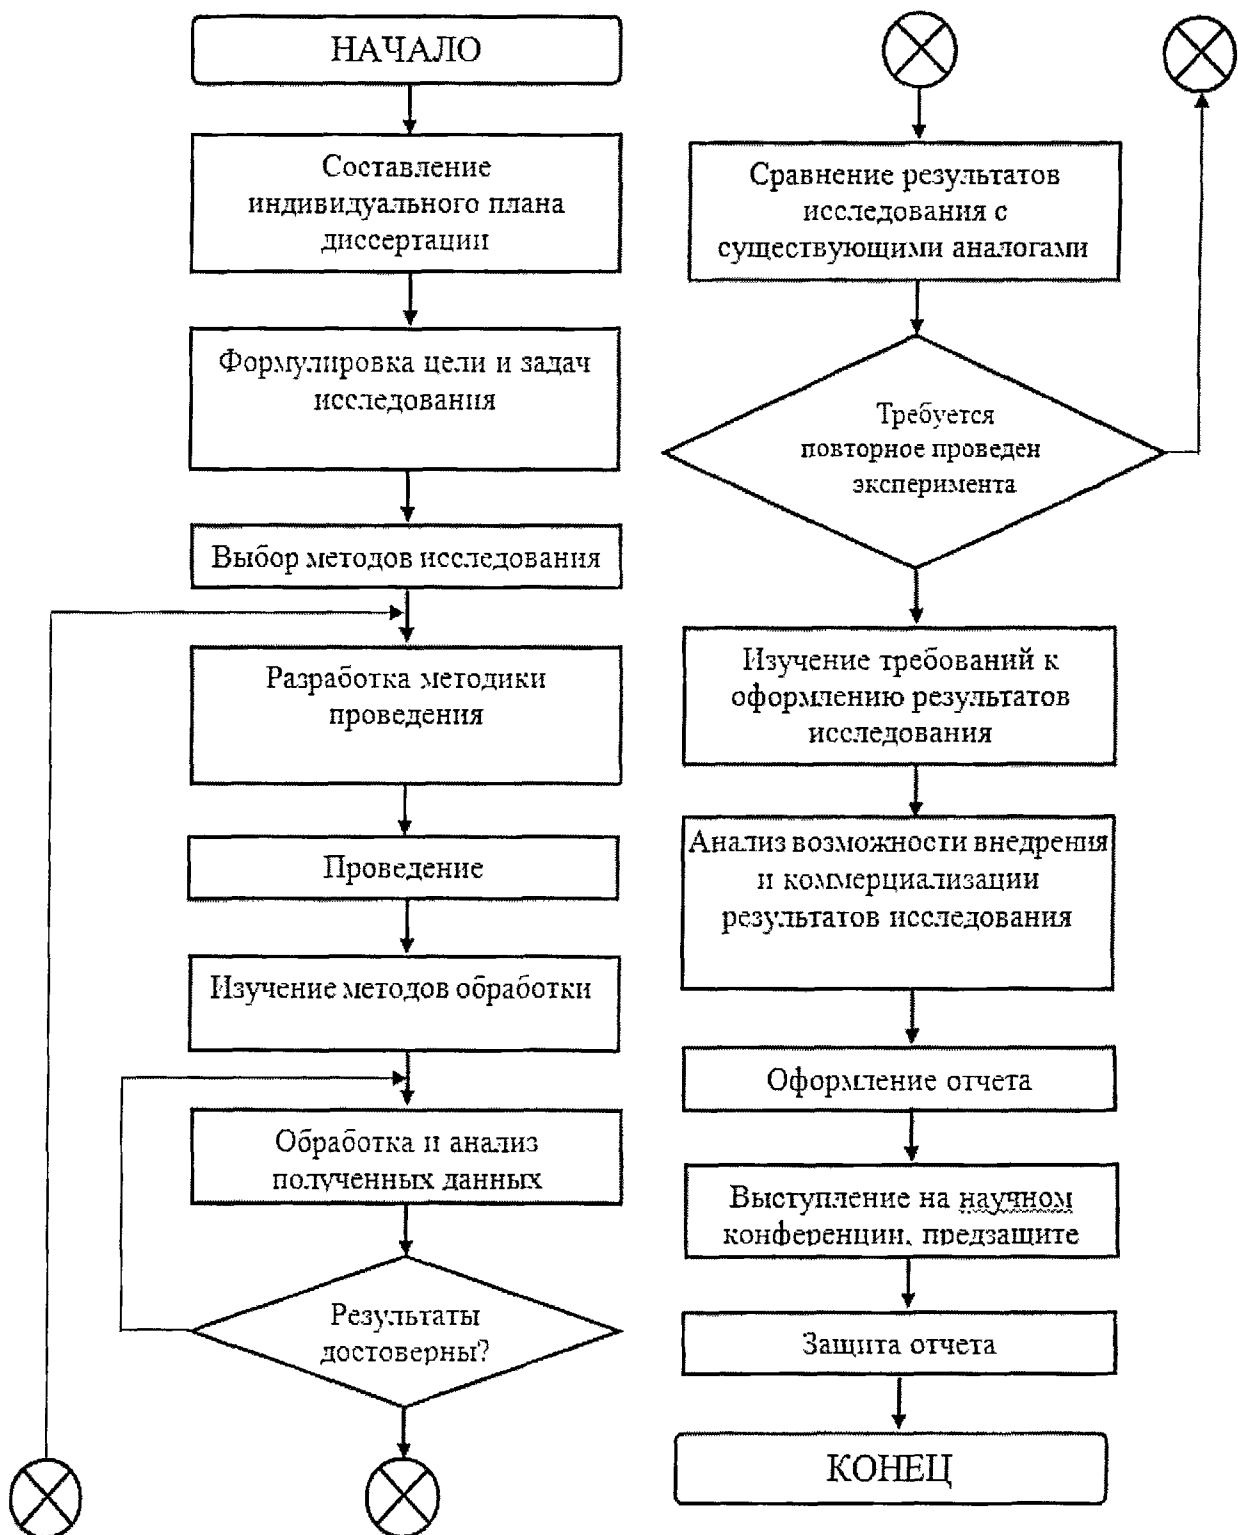 НАЧАЛО
Составление
индивидуального плана
диссертации
Формулировка цели и задач
исследования
Выбор методов исследования
Разработка методики
проведения
Проведение
Изучение методов обработки
Обработка и анализ
полученных данных
Результаты
достоверны?
Сравнение результатов
исследования с
существующими аналогами
Требуется
повторное проведен
эксперимента
Изучение требований к
оформлению результатов
исследования
Анализ возможности внедрения
и коммерциализации
результатов исследования
Оформление отчета
Выступление на научном
конференции, предзащите
Защита отчета
КОНЕЦ